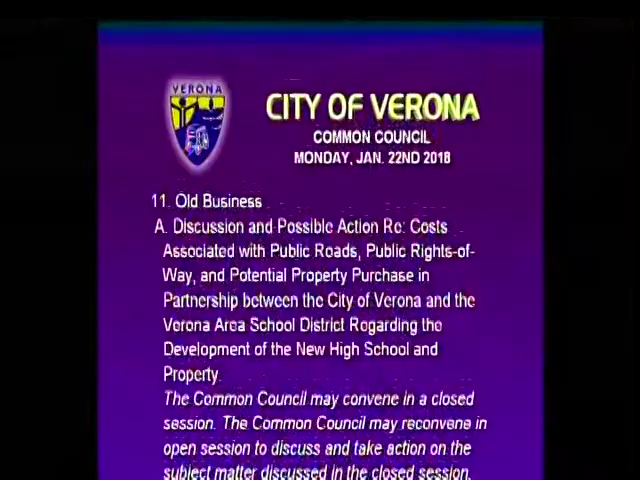 VERONA
CITY OF VERONA
COMMON COUNCIL
MONDAY, JAN. 22ND 2018
11. Old Business
A. Discussion and Possible Action Re: Costs
Associated with Public Roads, Public Rights-of-
Way, and Potential Property Purchase in
Partnership between the City of Verona and the
Verona Area School District Regarding the
Development of the New High School and
Property.
The Common Council may convene in a closed
session. The Common Council may reconvene in
open session to discuss and take action on the
subject matter discussed in the closed session.